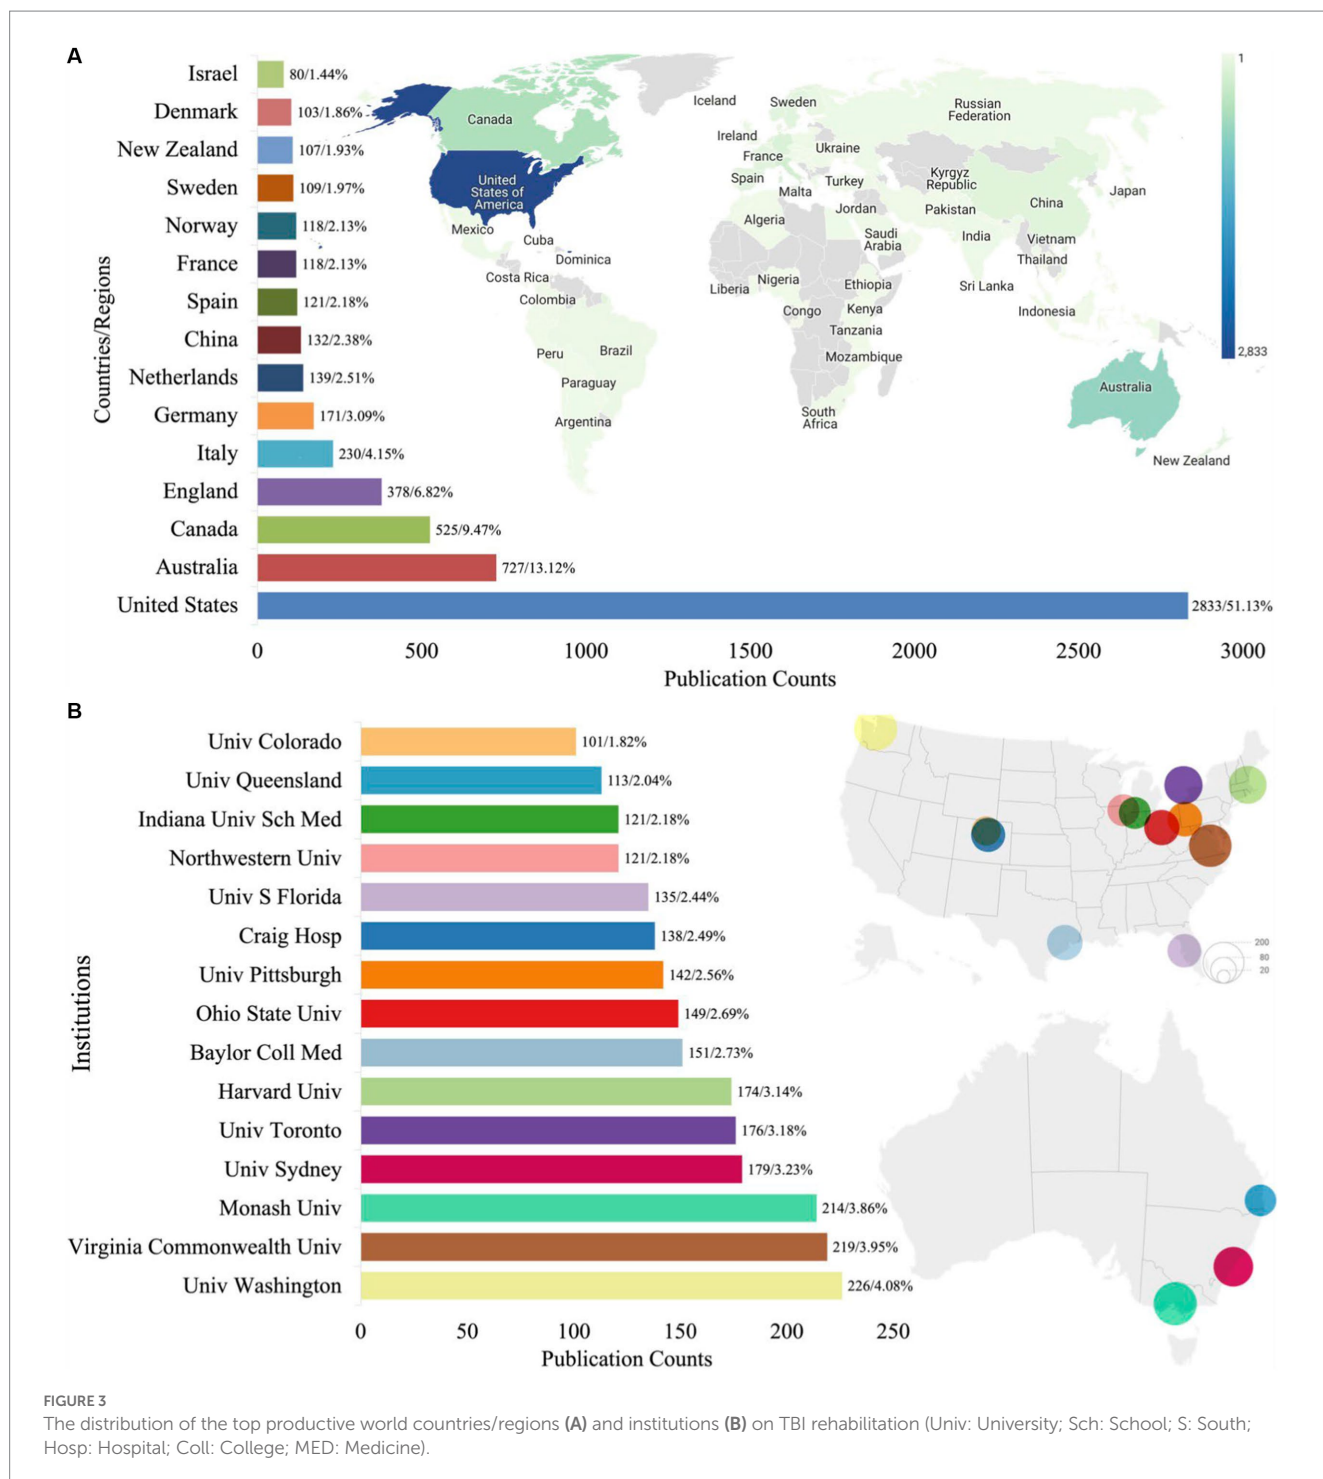 A
Israel
80/1.44%
Denmark
103/1.86%
New Zealand
107/1.93%
Sweden
109/1.97%
Norway
118/2.13%
France
118/2.13%
Spain
121/2.18%
China
132/2.38%
Netherlands
139/2.51%
Germany
171/3.09%
Italy
230/4.15%
England
378/6.82%
Canada
525/9.47%
Australia
727/13.12%
United States
2833/51.13%
Countries/Regions
0
500
1000
1500
2000
2500
3000
Publication Counts
Canada
United
States of
America
Mexico
Cuba
Dominica
Costa Rica
Colombia
Peru
Brazil
Paraguay
Argentina
Iceland
Sweden
Russian
Federation
Ireland
Ukraine
France
Spain
Malta
Turkey
Kyrgyz
Republic
Japan
Jordan
Pakistan
China
Algeria
Saudi
Arabia
India
Vietnam
Thailand
Nigeria
Liberia
Ethiopia
Sri Lanka
Congo
Kenya
Indonesia
Tanzania
Mozambique
South
Africa
Australia
New Zealand
1
2,833
B
Univ Colorado
101/1.82%
Univ Queensland
113/2.04%
Indiana Univ Sch Med
121/2.18%
Northwestern Univ
121/2.18%
Univ S Florida
135/2.44%
Craig Hosp
138/2.49%
Univ Pittsburgh
142/2.56%
Ohio State Univ
149/2.69%
Baylor Coll Med
151/2.73%
Harvard Univ
174/3.14%
Univ Toronto
176/3.18%
Univ Sydney
179/3.23%
Monash Univ
214/3.86%
Virginia Commonwealth Univ
219/3.95%
Univ Washington
226/4.08%
Institutions
0
50
100
150
200
250
Publication Counts
200
80
20
FIGURE 3
The distribution of the top productive world countries/regions (A) and institutions (B) on TBI rehabilitation (Univ: University; Sch: School; S: South;
Hosp: Hospital; Coll: College; MED: Medicine).